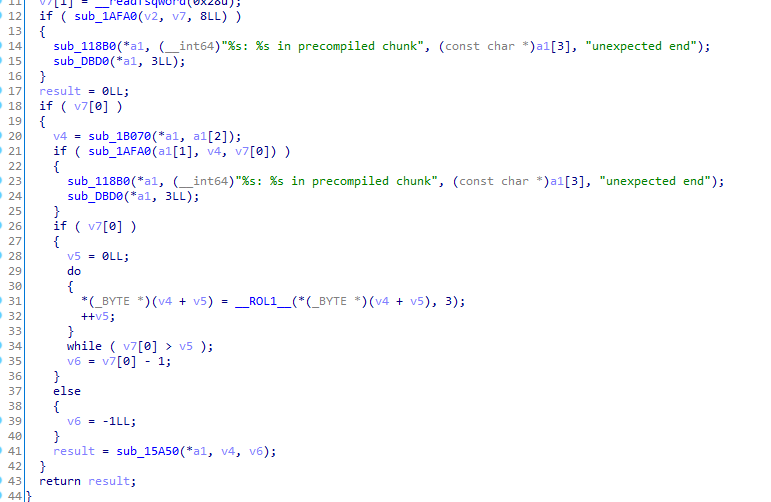 11 v7[1] = __readfsqword(0x28u);
12 if ( sub_1AFA0(v2, v7, 8LL) )
13 {
14 sub_118B0(*a1, (__int64)"%s: %s in precompiled chunk", (const char *)a1[3], "unexpected end");
15 sub_DBD0(*a1, 3LL);
16 }
17 result = 0LL;
18 if ( v7[0] )
19 {
20 v4 = sub_1B070(*a1, a1[2]);
21 if ( sub_1AFA0(a1[1], v4, v7[0]) )
22 {
23 sub_118B0(*a1, (__int64)"%s: %s in precompiled chunk", (const char *)a1[3], "unexpected end");
24 sub_DBD0(*a1, 3LL);
25 }
26 if ( v7[0] )
27 {
28 v5 = 0LL;
29 do
30 {
31 *(_BYTE *)(v4 + v5) = __ROL1__(*(_BYTE *)(v4 + v5), 3);
32 ++v5;
33 }
34 while ( v7[0] > v5 );
35 v6 = v7[0] - 1;
36 }
37 else
38 {
39 v6 = -1LL;
40 }
41 result = sub_15A50(*a1, v4, v6);
42 }
43 return result;
44 }